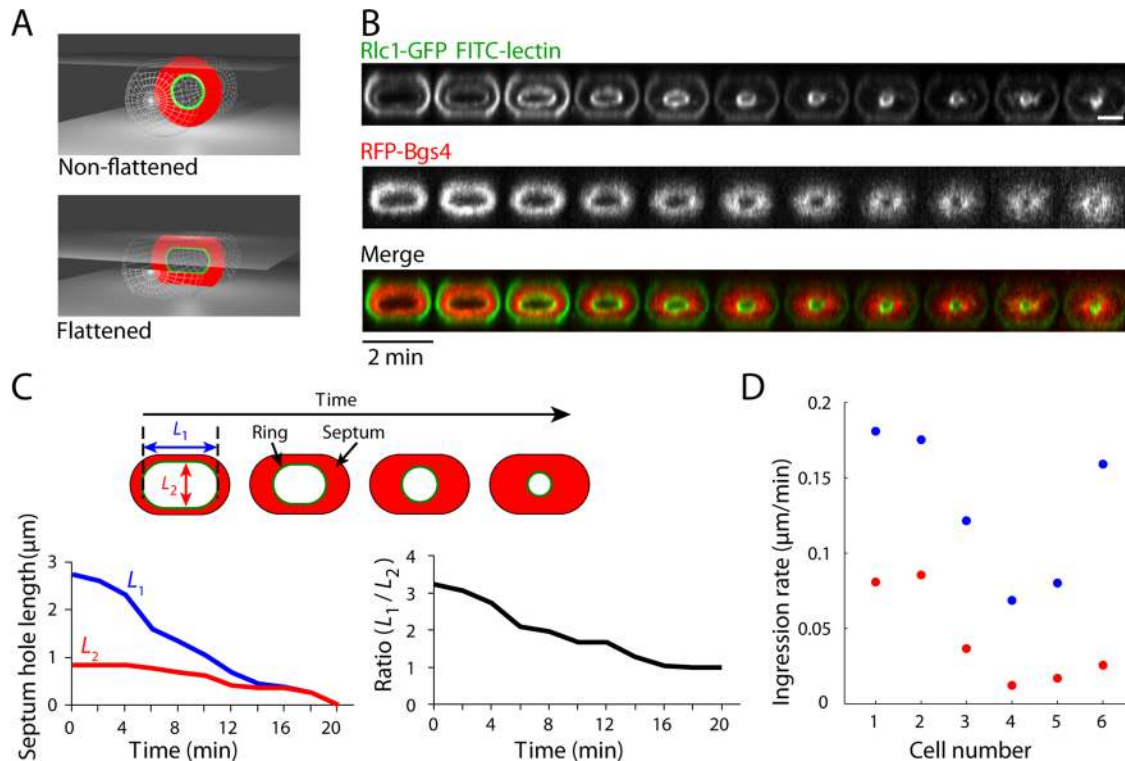 A
Non-flattened
Flattened
B
Rlc1-GFP FITC-lectin
RFP-Bgs4
Merge
2 min
C
Time
L1
L2
Ring
Septum
Septum hole length(µm)
3
2
1
0
L1
L2
0 4 8 12 16 20
Time (min)
Ratio (L1 / L2)
4
3
2
1
0
0 4 8 12 16 20
Time (min)
D
Ingression rate (µm/min)
0.2
0.15
0.1
0.05
0
1 2 3 4 5 6
Cell number